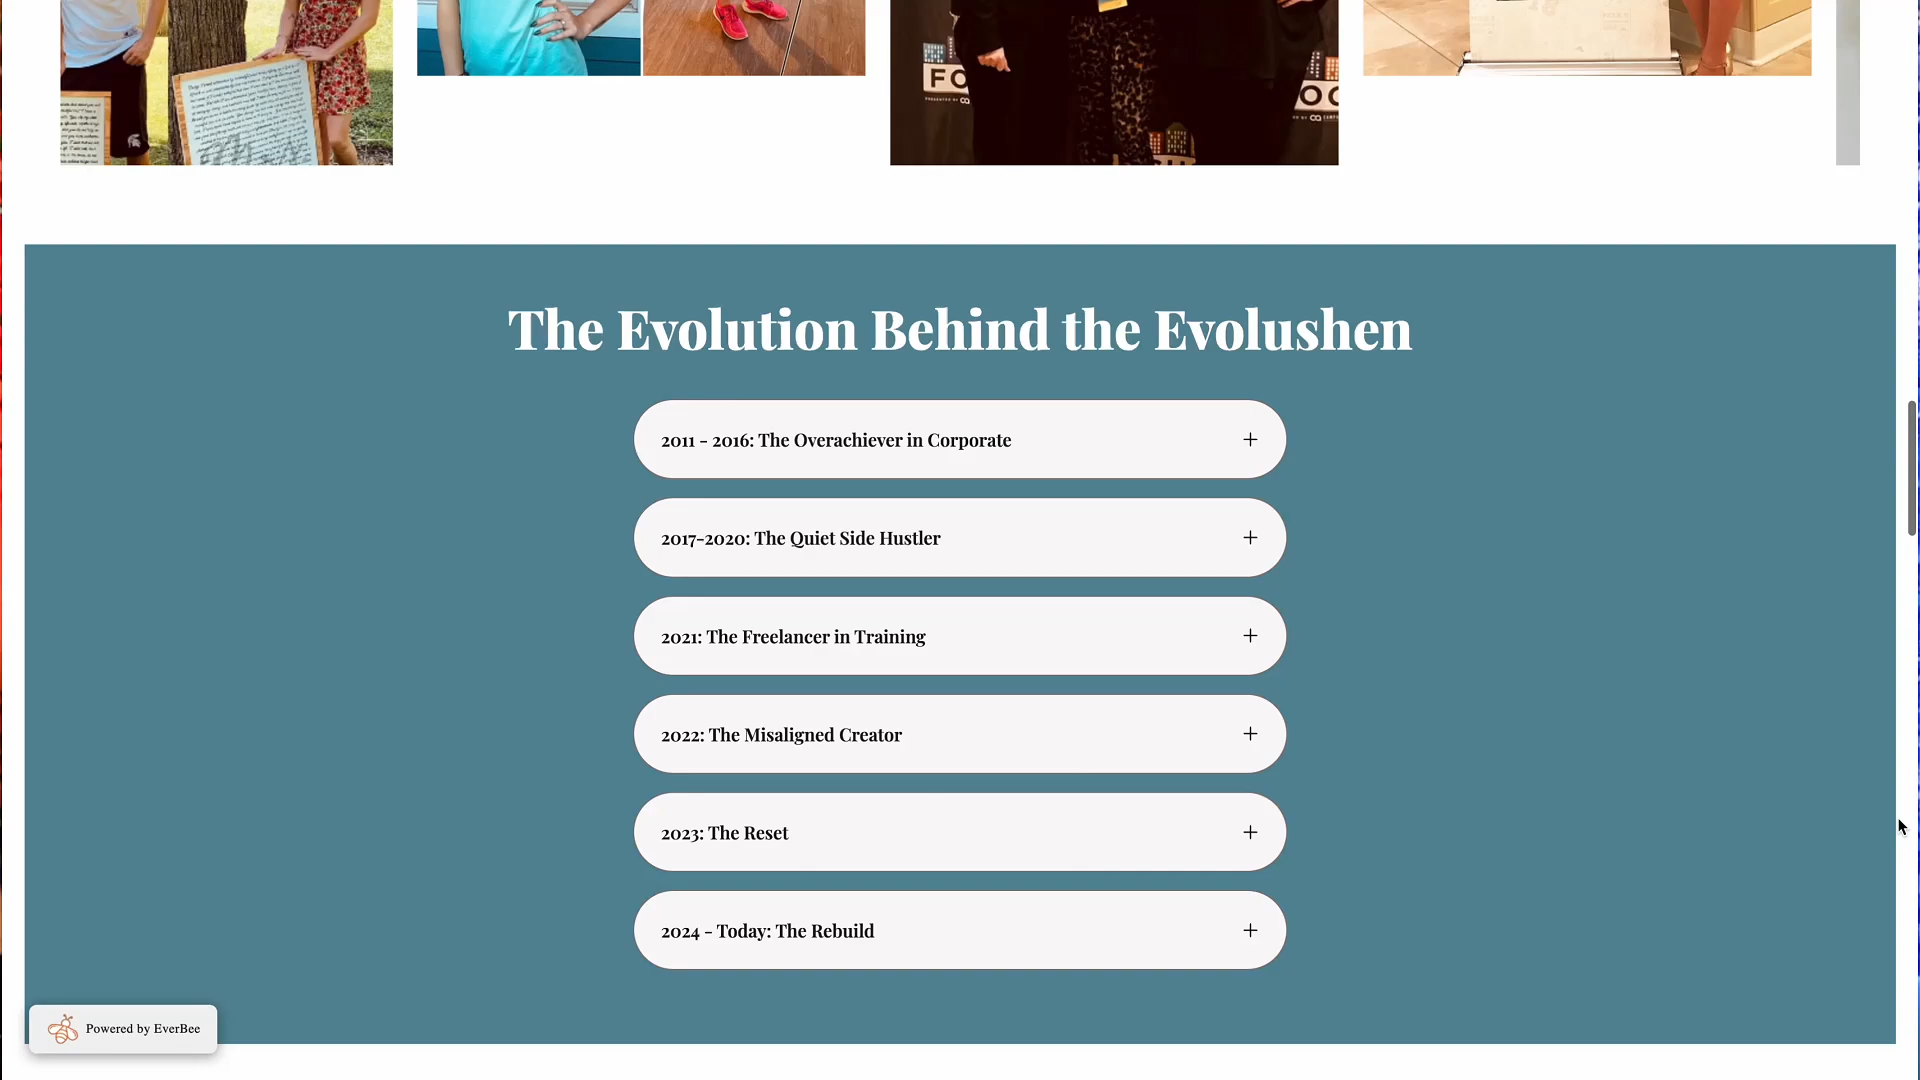 FO
The Evolution Behind the Evolushen
2011 - 2016: The Overachiever in Corporate
2017-2020: The Quiet Side Hustler
2021: The Freelancer in Training
2022: The Misaligned Creator
2023: The Reset
2024 - Today: The Rebuild
Powered by EverBee